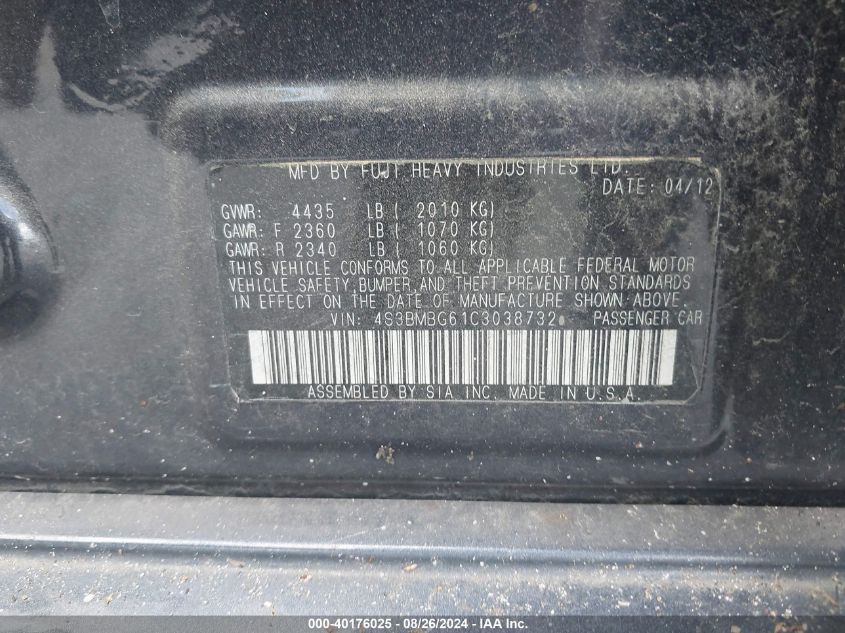 MFD BY FUJI HEAVY INDUSTRIES LTD.
DATE: 04/12
GVWR: 4435 LB ( 2010 KG)
GAWR: F 2360 LB ( 1070 KG)
GAWR: R 2340 LB ( 1060 KG)
THIS VEHICLE CONFORMS TO ALL APPLICABLE FEDERAL MOTOR
VEHICLE SAFETY, BUMPER, AND THEFT PREVENTION STANDARDS
IN EFFECT ON THE DATE OF MANUFACTURE SHOWN ABOVE.
VIN: 4S3BMBG61C3038732 PASSENGER CAR
ASSEMBLED BY SIA INC. MADE IN U.S.A.
000-40176025 - 08/26/2024 - IAA Inc.